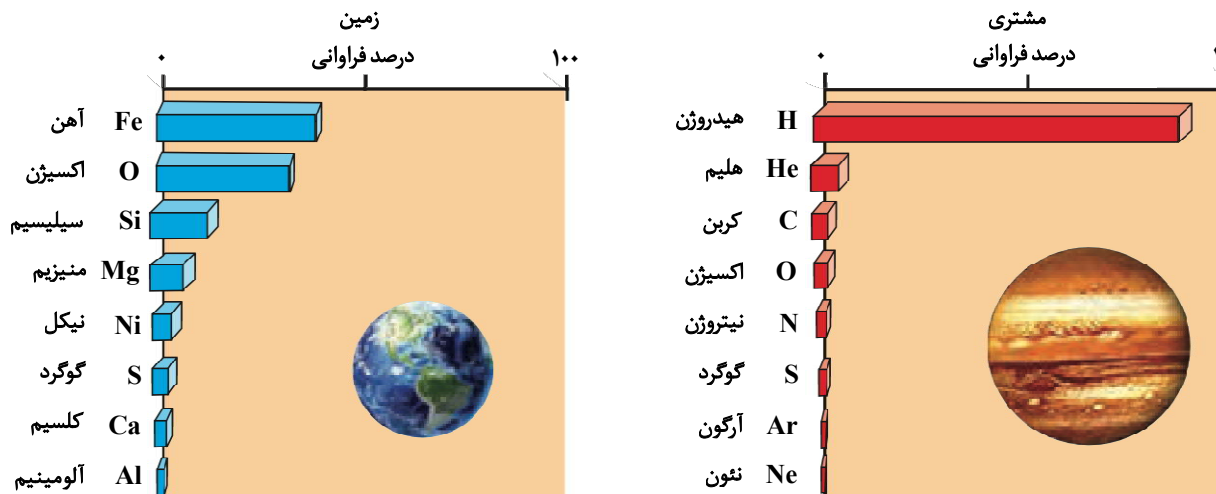 زمین
درصد فراوانی
۰
۱۰۰
آهن Fe
اکسیژن O
سیلیسیم Si
منیزیم Mg
نیکل Ni
گوگرد S
کلسیم Ca
آلومینیم Al
مشتری
درصد فراوانی
۰
هیدروژن H
هلیم He
کربن C
اکسیژن O
نیتروژن N
گوگرد S
آرگون Ar
نئون Ne